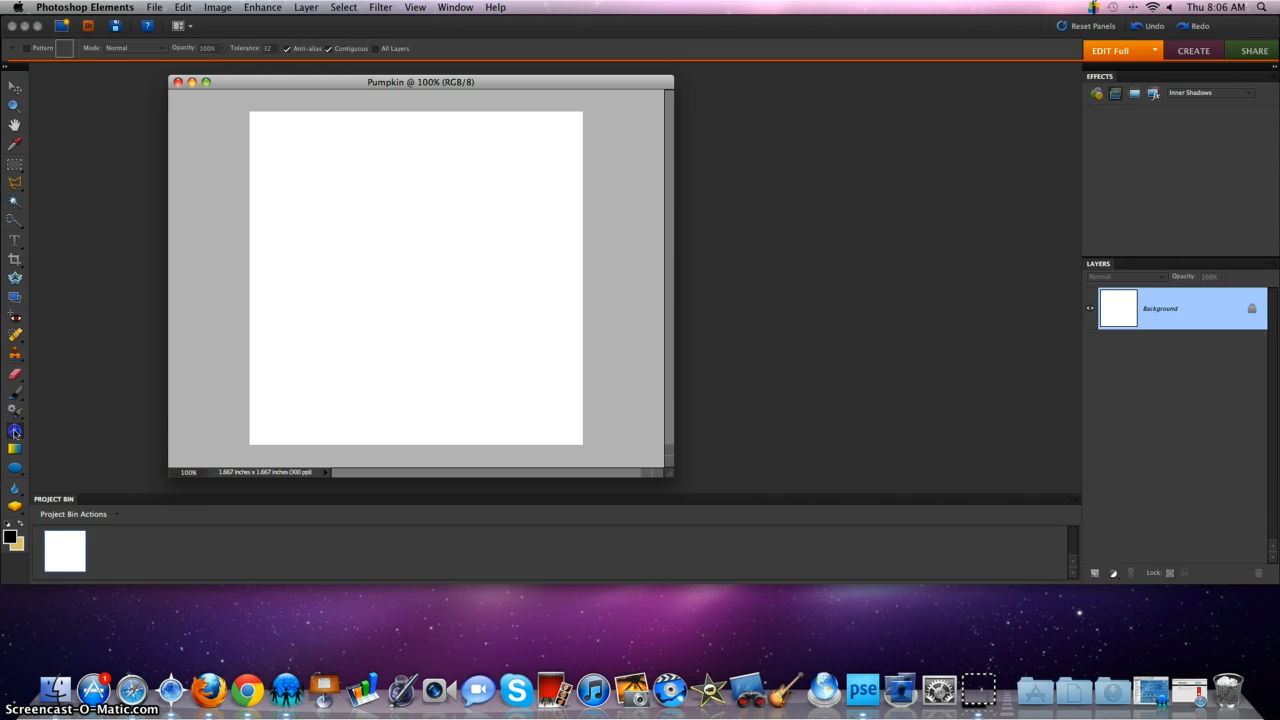 Photoshop Elements File Edit Image Enhance Layer Select Filter View Window Help Thu 8:06 AM
Reset Panels Undo Redo
Pattern Mode: Normal Opacity: 100% Tolerance: 32 Anti-alias Contiguous All Layers EDIT Full CREATE SHARE
EFFECTS
Pumpkin @ 100% (RGB/8)
Inner Shadows
T
LAYERS
Normal Opacity: 100%
Background
100% 1.667 inches x 1.667 inches (300 ppi)
PROJECT BIN
Project Bin Actions
Lock:
1
S
pse
Screencast-O-Matic.com